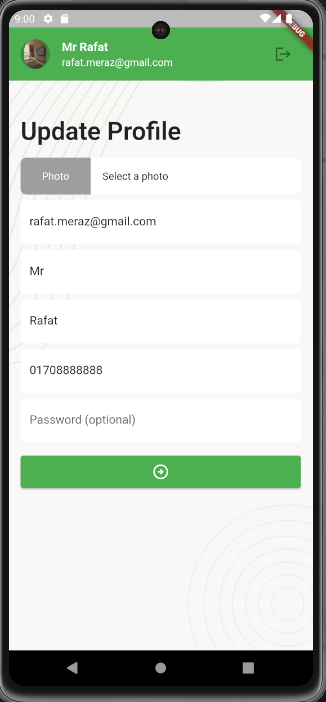 9:00
DEBUG
Mr Rafat
rafat.meraz@gmail.com
Update Profile
Photo Select a photo
rafat.meraz@gmail.com
Mr
Rafat
01708888888
Password (optional)